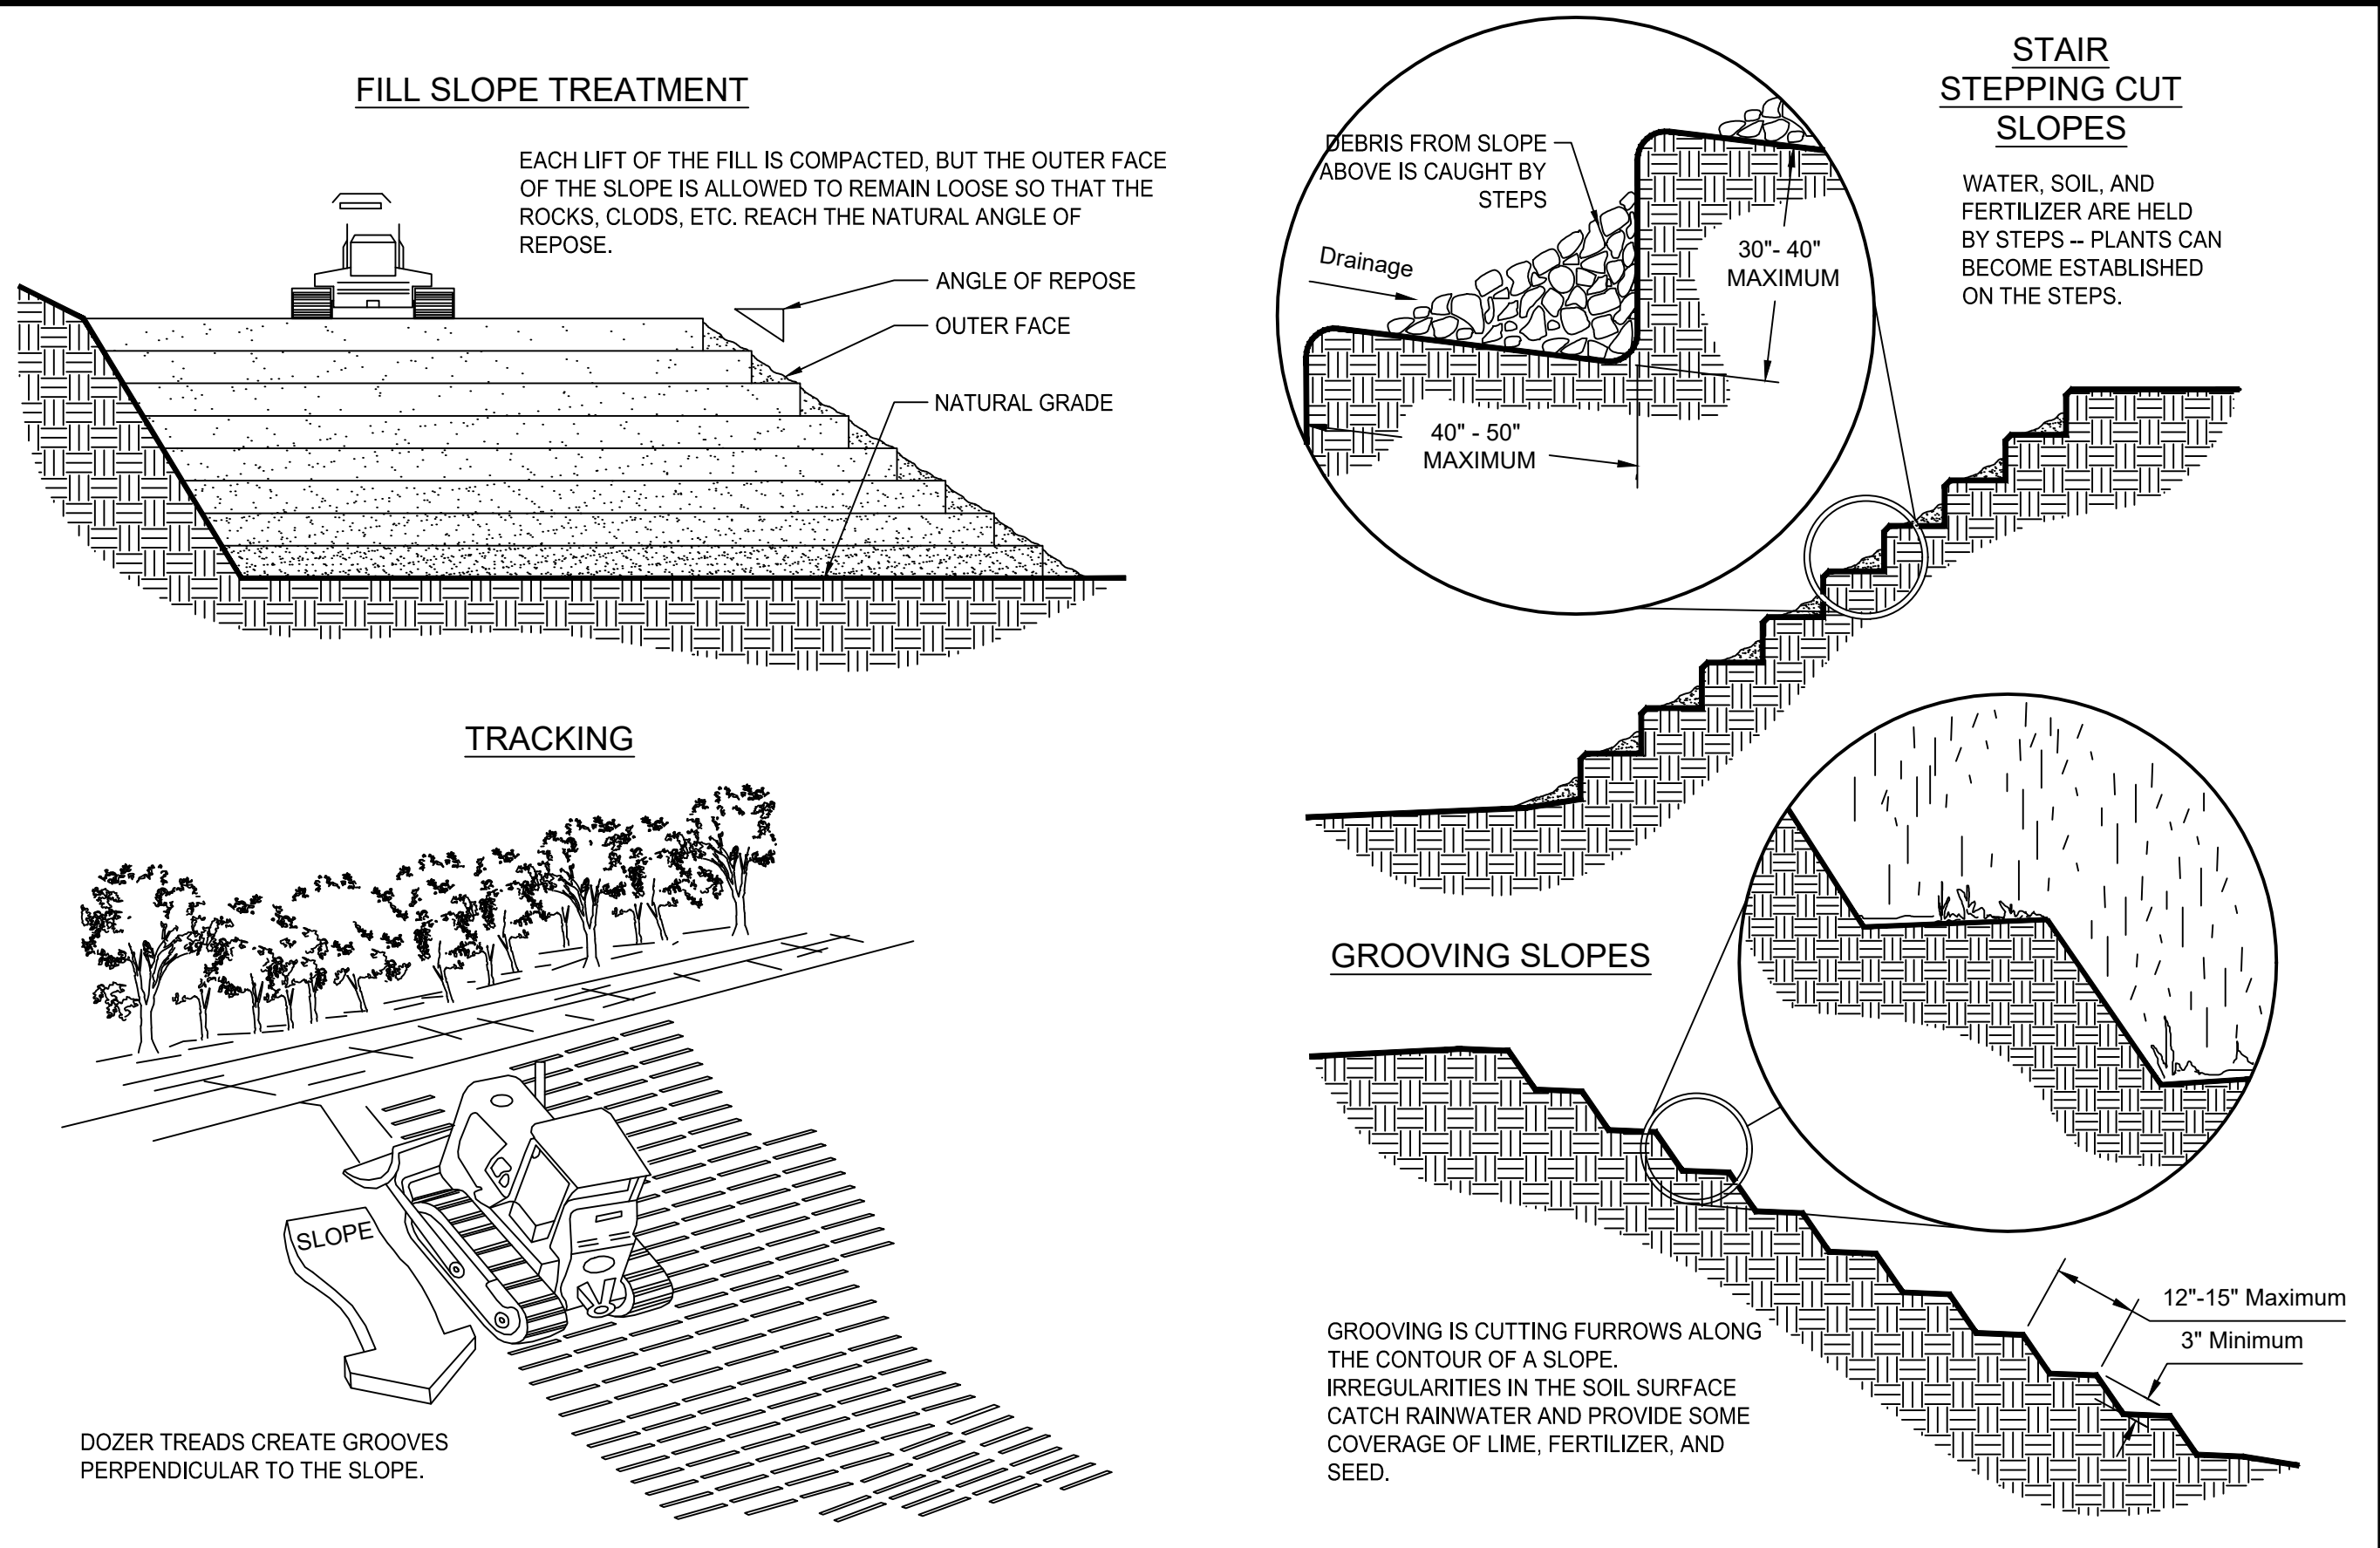 FILL SLOPE TREATMENT
EACH LIFT OF THE FILL IS COMPACTED, BUT THE OUTER FACE
OF THE SLOPE IS ALLOWED TO REMAIN LOOSE SO THAT THE
ROCKS, CLODS, ETC. REACH THE NATURAL ANGLE OF
REPOSE.
ANGLE OF REPOSE
OUTER FACE
NATURAL GRADE
STAIR
STEPPING CUT
SLOPES
WATER, SOIL, AND
FERTILIZER ARE HELD
BY STEPS -- PLANTS CAN
BECOME ESTABLISHED
ON THE STEPS.
DEBRIS FROM SLOPE
ABOVE IS CAUGHT BY
STEPS
Drainage
30"- 40"
MAXIMUM
40" - 50"
MAXIMUM
TRACKING
SLOPE
DOZER TREADS CREATE GROOVES
PERPENDICULAR TO THE SLOPE.
GROOVING SLOPES
GROOVING IS CUTTING FURROWS ALONG
THE CONTOUR OF A SLOPE.
IRREGULARITIES IN THE SOIL SURFACE
CATCH RAINWATER AND PROVIDE SOME
COVERAGE OF LIME, FERTILIZER, AND
SEED.
12"-15" Maximum
3" Minimum